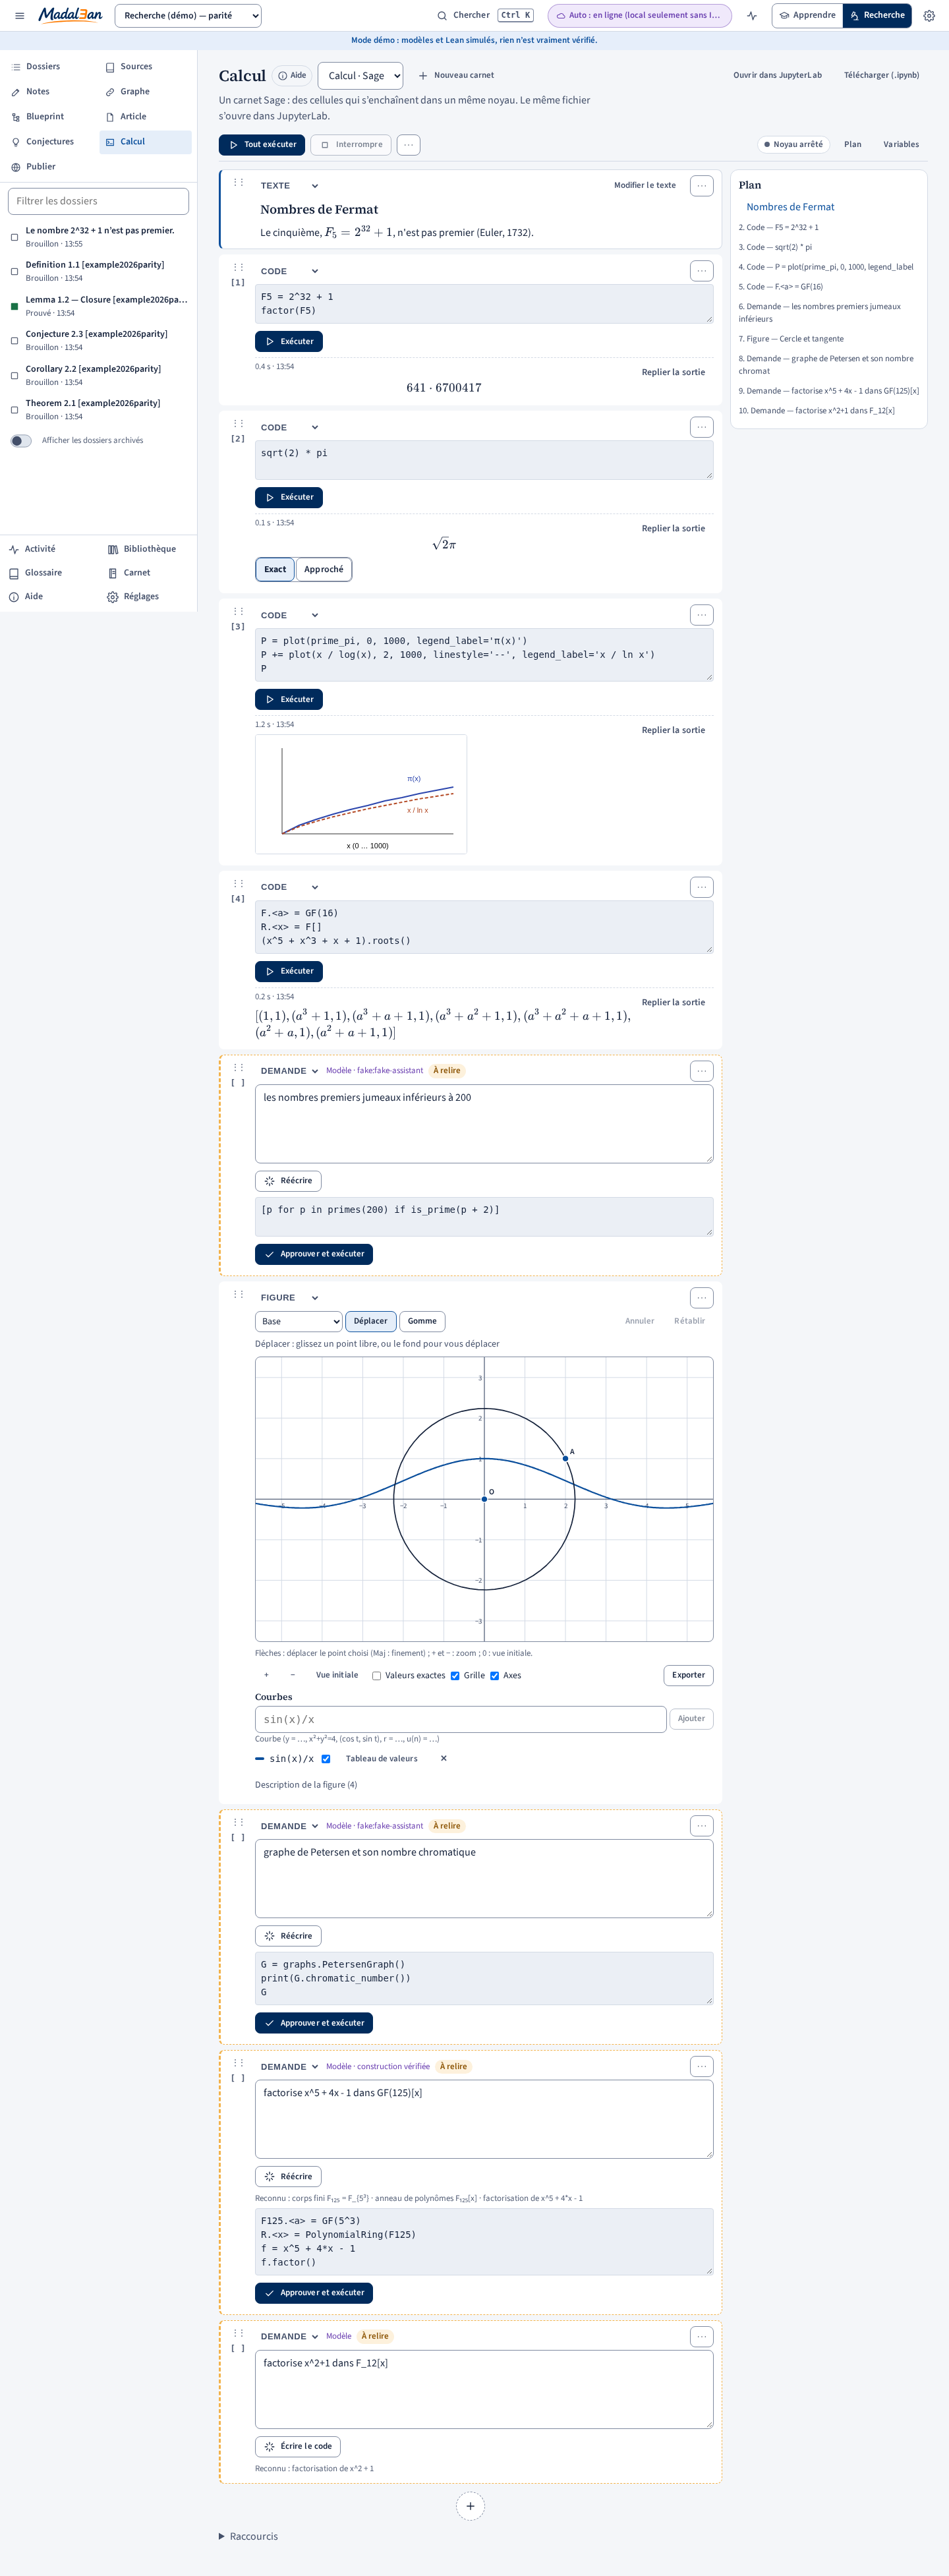 Madal∃an
Recherche (démo) — parité
Chercher Ctrl K
Auto : en ligne (local seulement sans I…
Apprendre
Recherche
Mode démo : modèles et Lean simulés, rien n'est vraiment vérifié.
Dossiers
Sources
Notes
Graphe
Blueprint
Article
Conjectures
Calcul
Publier
Filtrer les dossiers
Le nombre 2^32 + 1 n'est pas premier.
Brouillon · 13:55
Definition 1.1 [example2026parity]
Brouillon · 13:54
Lemma 1.2 — Closure [example2026pa…
Prouvé · 13:54
Conjecture 2.3 [example2026parity]
Brouillon · 13:54
Corollary 2.2 [example2026parity]
Brouillon · 13:54
Theorem 2.1 [example2026parity]
Brouillon · 13:54
Afficher les dossiers archivés
Activité
Bibliothèque
Glossaire
Carnet
Aide
Réglages
Calcul
Aide
Calcul · Sage
Nouveau carnet
Ouvrir dans JupyterLab
Télécharger (.ipynb)
Un carnet Sage : des cellules qui s'enchaînent dans un même noyau. Le même fichier
s'ouvre dans JupyterLab.
Tout exécuter
Interrompre
...
Noyau arrêté
Plan
Variables
TEXTE
Modifier le texte
...
Nombres de Fermat
Le cinquième, F₅ = 2³² + 1, n'est pas premier (Euler, 1732).
CODE
...
[1]
F5 = 2^32 + 1
factor(F5)
Exécuter
0.4 s · 13:54
Replier la sortie
641 · 6700417
CODE
...
[2]
sqrt(2) * pi
Exécuter
0.1 s · 13:54
Replier la sortie
√2π
Exact
Approché
CODE
...
[3]
P = plot(prime_pi, 0, 1000, legend_label='π(x)')
P += plot(x / log(x), 2, 1000, linestyle='--', legend_label='x / ln x')
P
Exécuter
1.2 s · 13:54
Replier la sortie
π(x)
x / ln x
x (0 … 1000)
CODE
...
[4]
F.<a> = GF(16)
R.<x> = F[]
(x^5 + x^3 + x + 1).roots()
Exécuter
0.2 s · 13:54
Replier la sortie
[(1, 1), (a³ + 1, 1), (a³ + a + 1, 1), (a³ + a² + 1, 1), (a³ + a² + a + 1, 1),
(a² + a, 1), (a² + a + 1, 1)]
DEMANDE
Modèle · fake:fake-assistant
À relire
...
[ ]
les nombres premiers jumeaux inférieurs à 200
Réécrire
[p for p in primes(200) if is_prime(p + 2)]
Approuver et exécuter
FIGURE
...
Base
Déplacer
Gomme
Annuler
Rétablir
Déplacer : glissez un point libre, ou le fond pour vous déplacer
3
2
1
A
O
−5 −4 −3 −2 −1 1 2 3 4 5
−1
−2
−3
Flèches : déplacer le point choisi (Maj : finement) ; + et − : zoom ; 0 : vue initiale.
+
−
Vue initiale
Valeurs exactes
Grille
Axes
Exporter
Courbes
sin(x)/x
Ajouter
Courbe (y = …, x²+y²=4, (cos t, sin t), r = …, u(n) = …)
sin(x)/x
Tableau de valeurs
×
Description de la figure (4)
DEMANDE
Modèle · fake:fake-assistant
À relire
...
[ ]
graphe de Petersen et son nombre chromatique
Réécrire
G = graphs.PetersenGraph()
print(G.chromatic_number())
G
Approuver et exécuter
DEMANDE
Modèle · construction vérifiée
À relire
...
[ ]
factorise x^5 + 4x - 1 dans GF(125)[x]
Réécrire
Reconnu : corps fini F₁₂₅ = F_{5³} · anneau de polynômes F₁₂₅[x] · factorisation de x^5 + 4*x - 1
F125.<a> = GF(5^3)
R.<x> = PolynomialRing(F125)
f = x^5 + 4*x - 1
f.factor()
Approuver et exécuter
DEMANDE
Modèle
À relire
...
[ ]
factorise x^2+1 dans F_12[x]
Écrire le code
Reconnu : factorisation de x^2 + 1
+
Raccourcis
Plan
Nombres de Fermat
2. Code — F5 = 2^32 + 1
3. Code — sqrt(2) * pi
4. Code — P = plot(prime_pi, 0, 1000, legend_label
5. Code — F.<a> = GF(16)
6. Demande — les nombres premiers jumeaux
inférieurs
7. Figure — Cercle et tangente
8. Demande — graphe de Petersen et son nombre
chromat
9. Demande — factorise x^5 + 4x - 1 dans GF(125)[x]
10. Demande — factorise x^2+1 dans F_12[x]